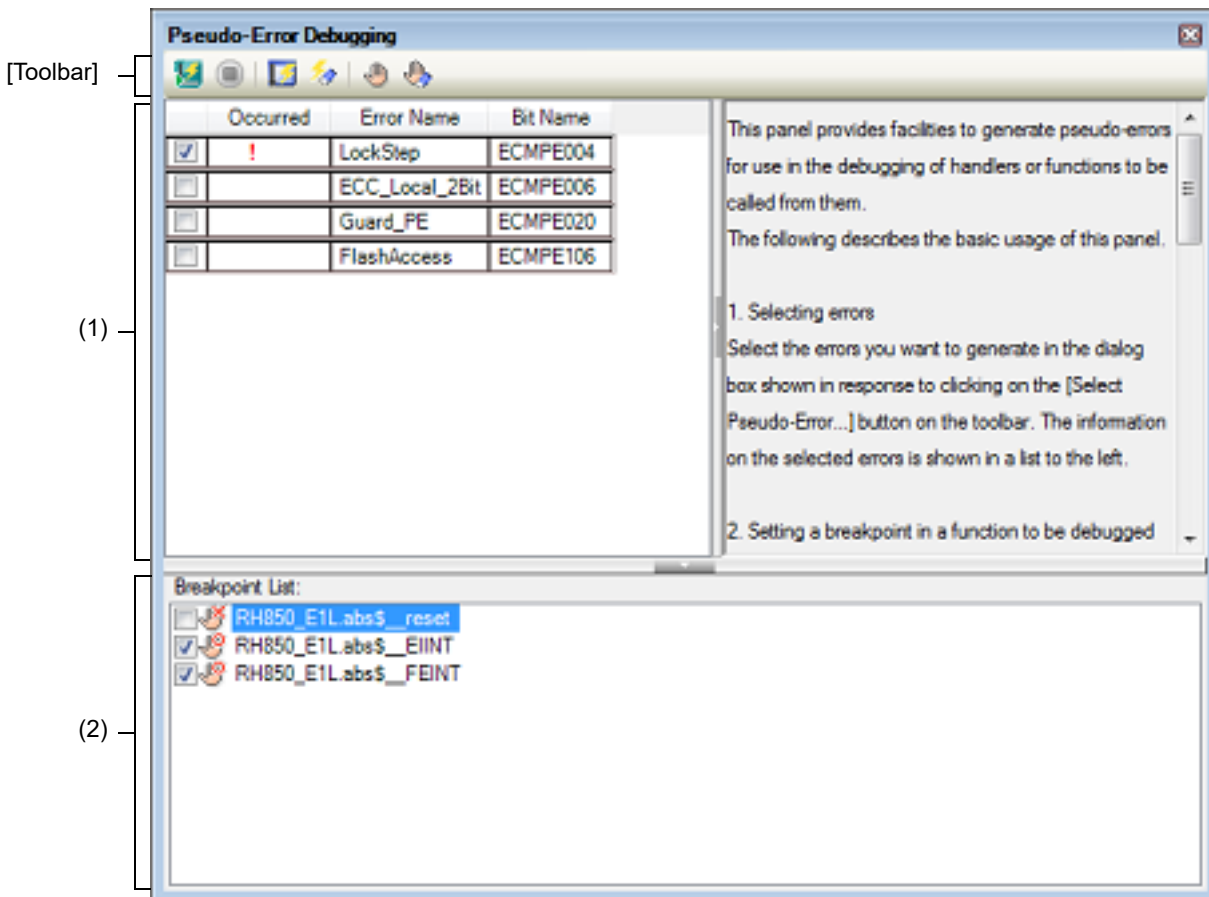 Pseudo-Error Debugging
[Toolbar]
(1)
Occurred Error Name Bit Name
! LockStep ECMPE004
ECC_Local_2Bit ECMPE006
Guard_PE ECMPE020
FlashAccess ECMPE106
This panel provides facilities to generate pseudo-errors
for use in the debugging of handlers or functions to be
called from them.
The following describes the basic usage of this panel.
1. Selecting errors
Select the errors you want to generate in the dialog
box shown in response to clicking on the [Select
Pseudo-Error...] button on the toolbar. The information
on the selected errors is shown in a list to the left.
2. Setting a breakpoint in a function to be debugged
(2)
Breakpoint List:
RH850_E1L.abs$__reset
RH850_E1L.abs$__EIINT
RH850_E1L.abs$__FEINT